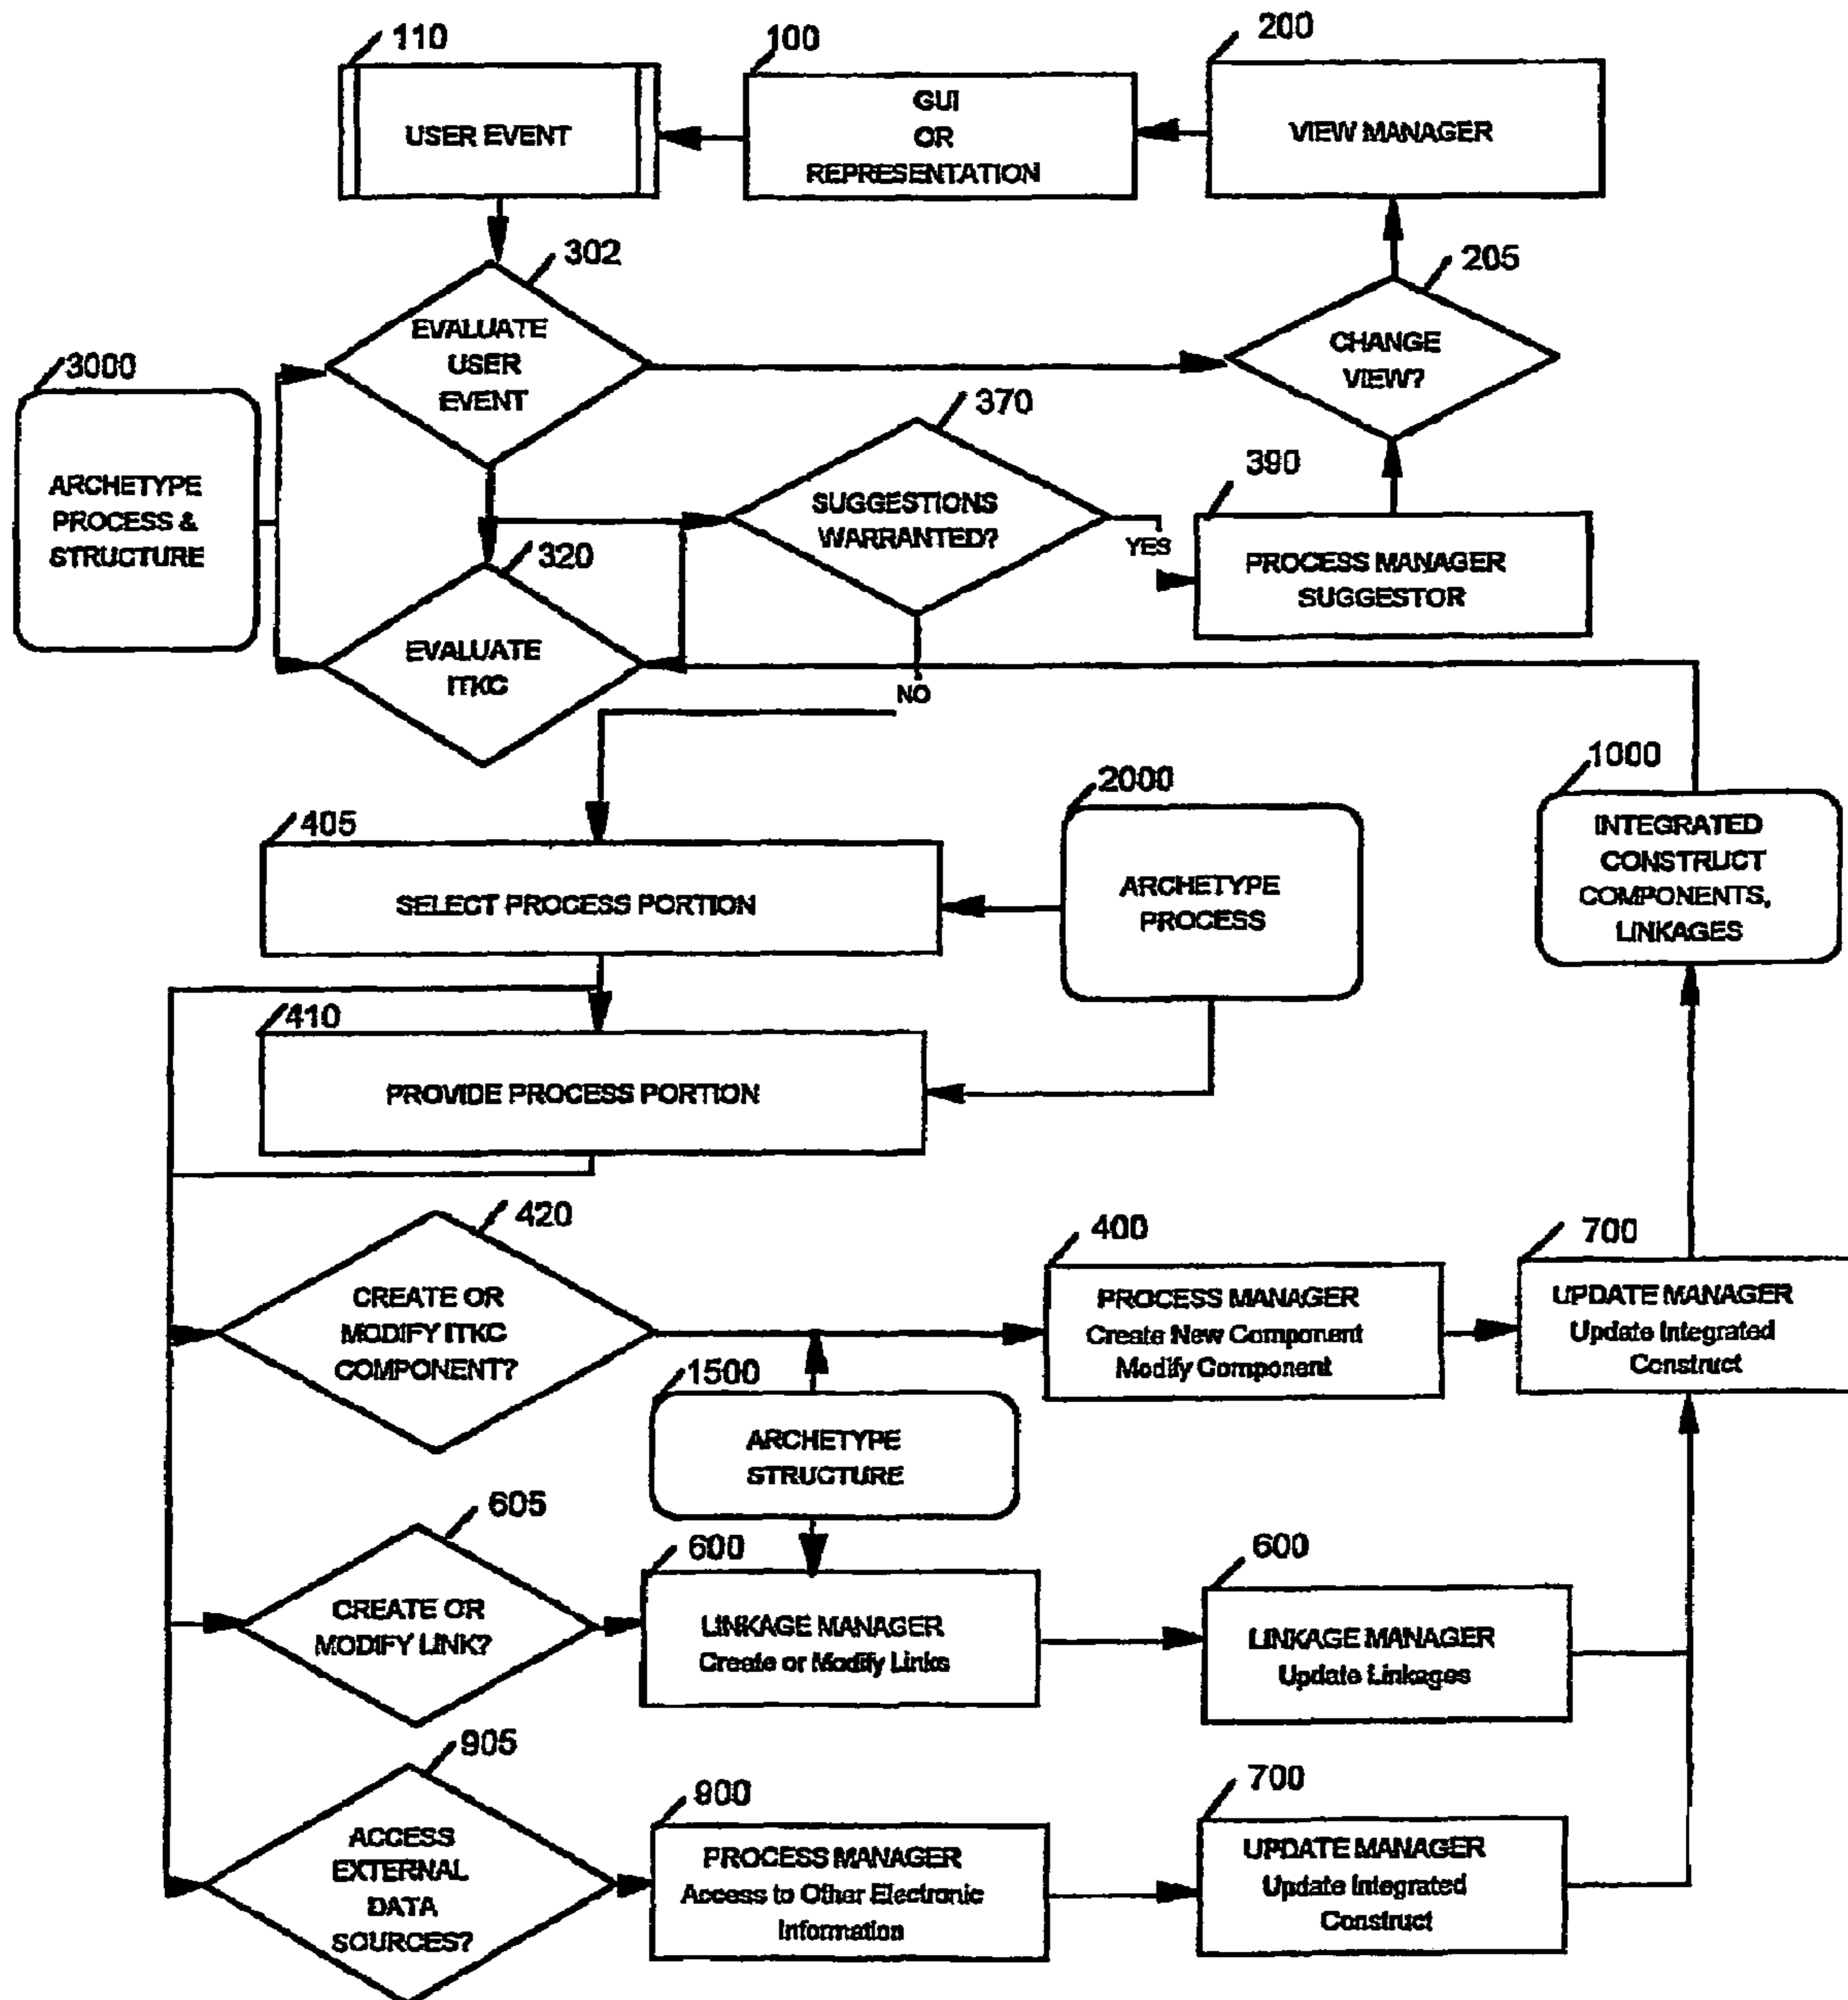 110
100
200
USER EVENT
GUI
OR
REPRESENTATION
VIEW MANAGER
302
205
EVALUATE
USER
EVENT
CHANGE
VIEW?
3000
ARCHETYPE
PROCESS &
STRUCTURE
370
SUGGESTIONS
WARRANTED?
YES
NO
390
PROCESS MANAGER
SUGGESTOR
320
EVALUATE
ITKC
1000
INTEGRATED
CONSTRUCT
COMPONENTS,
LINKAGES
405
SELECT PROCESS PORTION
2000
ARCHETYPE
PROCESS
410
PROVIDE PROCESS PORTION
420
CREATE OR
MODIFY ITKC
COMPONENT?
400
PROCESS MANAGER
Create New Component
Modify Component
700
UPDATE MANAGER
Update Integrated
Construct
1500
ARCHETYPE
STRUCTURE
605
CREATE OR
MODIFY LINK?
600
LINKAGE MANAGER
Create or Modify Links
600
LINKAGE MANAGER
Update Linkages
905
ACCESS
EXTERNAL
DATA
SOURCES?
900
PROCESS MANAGER
Access to Other Electronic
Information
700
UPDATE MANAGER
Update Integrated
Construct